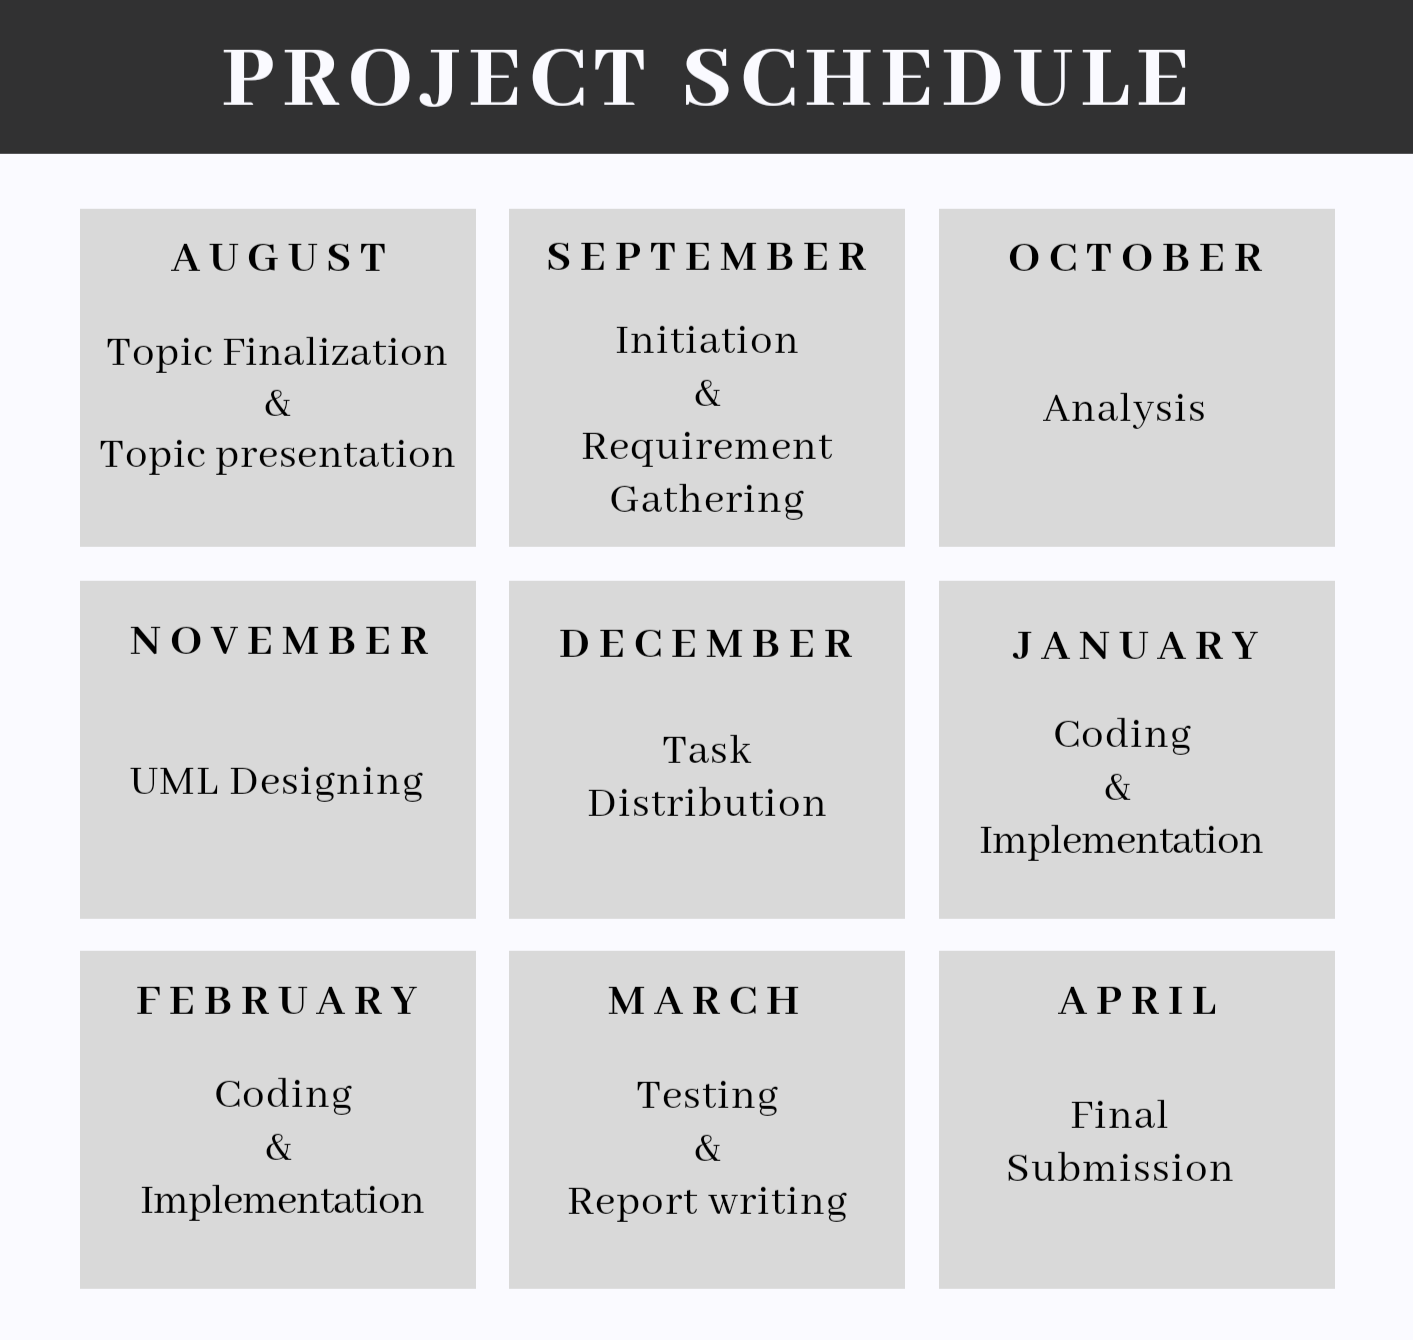 PROJECT SCHEDULE
AUGUST
Topic Finalization
&
Topic presentation
SEPTEMBER
Initiation
&
Requirement
Gathering
OCTOBER
Analysis
NOVEMBER
UML Designing
DECEMBER
Task
Distribution
JANUARY
Coding
&
Implementation
FEBRUARY
Coding
&
Implementation
MARCH
Testing
&
Report writing
APRIL
Final
Submission